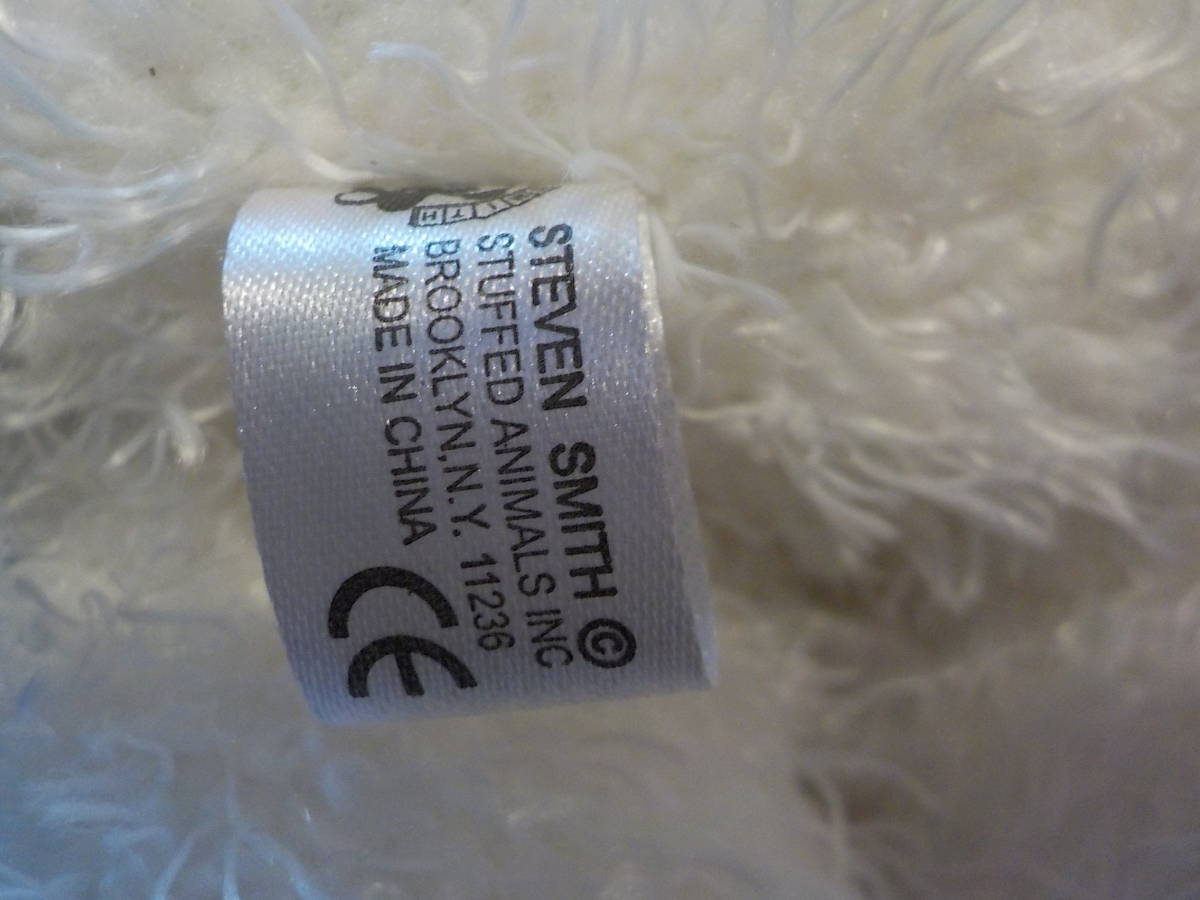 STEVEN SMITH ©
STUFFED ANIMALS INC
BROOKLYN, N.Y. 11236
MADE IN CHINA
CE